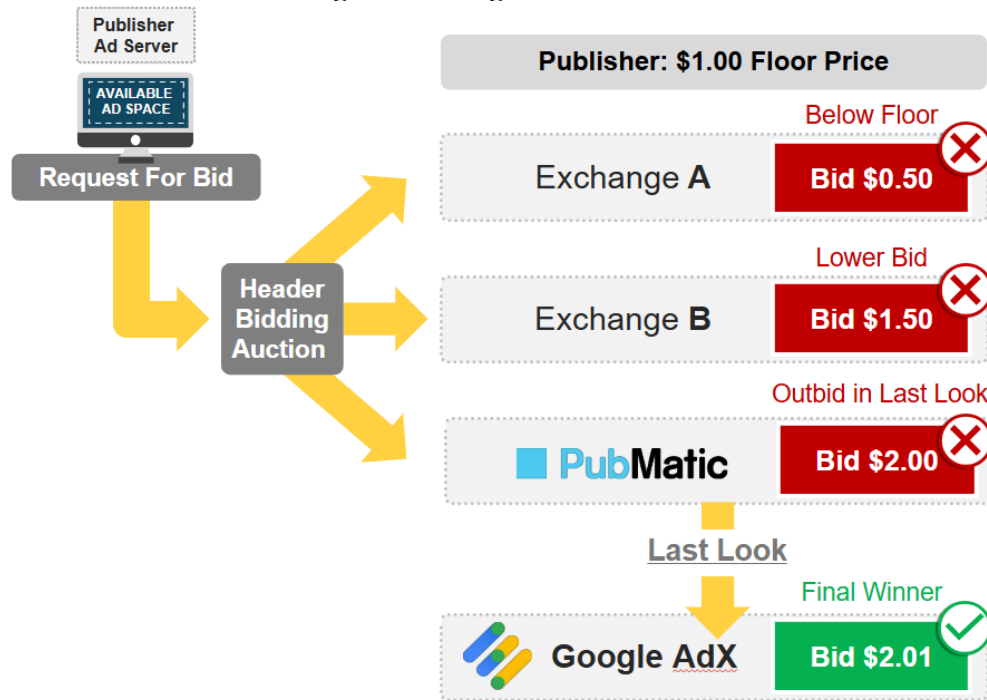 Publisher
Ad Server
AVAILABLE
AD SPACE
Request For Bid
Header
Bidding
Auction
Publisher: $1.00 Floor Price
Below Floor
Exchange A
Bid $0.50
Lower Bid
Exchange B
Bid $1.50
Outbid in Last Look
PubMatic
Bid $2.00
Last Look
Final Winner
Google AdX
Bid $2.01